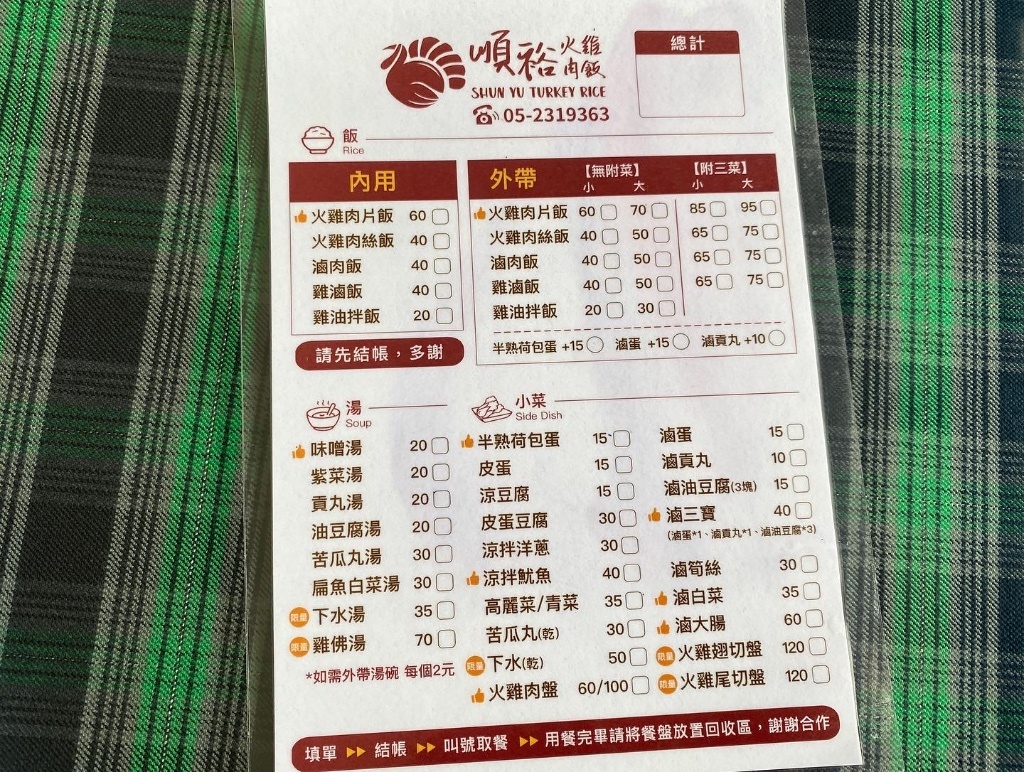 順裕 火雞肉飯
SHUN YU TURKEY RICE
05-2319363
總計
飯
Rice
內用
火雞肉片飯 60
火雞肉絲飯 40
滷肉飯 40
雞滷飯 40
雞油拌飯 20
請先結帳，多謝
外帶 【無附菜】 【附三菜】
小 大 小 大
火雞肉片飯 60 70 85 95
火雞肉絲飯 40 50 65 75
滷肉飯 40 50 65 75
雞滷飯 40 50 65 75
雞油拌飯 20 30
半熟荷包蛋 +15 滷蛋 +15 滷貢丸 +10
湯
Soup
味噌湯 20
紫菜湯 20
貢丸湯 20
油豆腐湯 20
苦瓜丸湯 30
扁魚白菜湯 30
限量 下水湯 35
限量 雞佛湯 70
*如需外帶湯碗 每個2元
小菜
Side Dish
半熟荷包蛋 15
皮蛋 15
涼豆腐 15
皮蛋豆腐 30
涼拌洋蔥 30
涼拌魷魚 40
高麗菜/青菜 35
苦瓜丸(乾) 30
限量 下水(乾) 50
火雞肉盤 60/100
滷蛋 15
滷貢丸 10
滷油豆腐(3塊) 15
滷三寶 40
(滷蛋*1、滷貢丸*1、滷油豆腐*3)
滷筍絲 30
滷白菜 35
滷大腸 60
限量 火雞翅切盤 120
限量 火雞尾切盤 120
填單 結帳 叫號取餐 用餐完畢請將餐盤放置回收區，謝謝合作